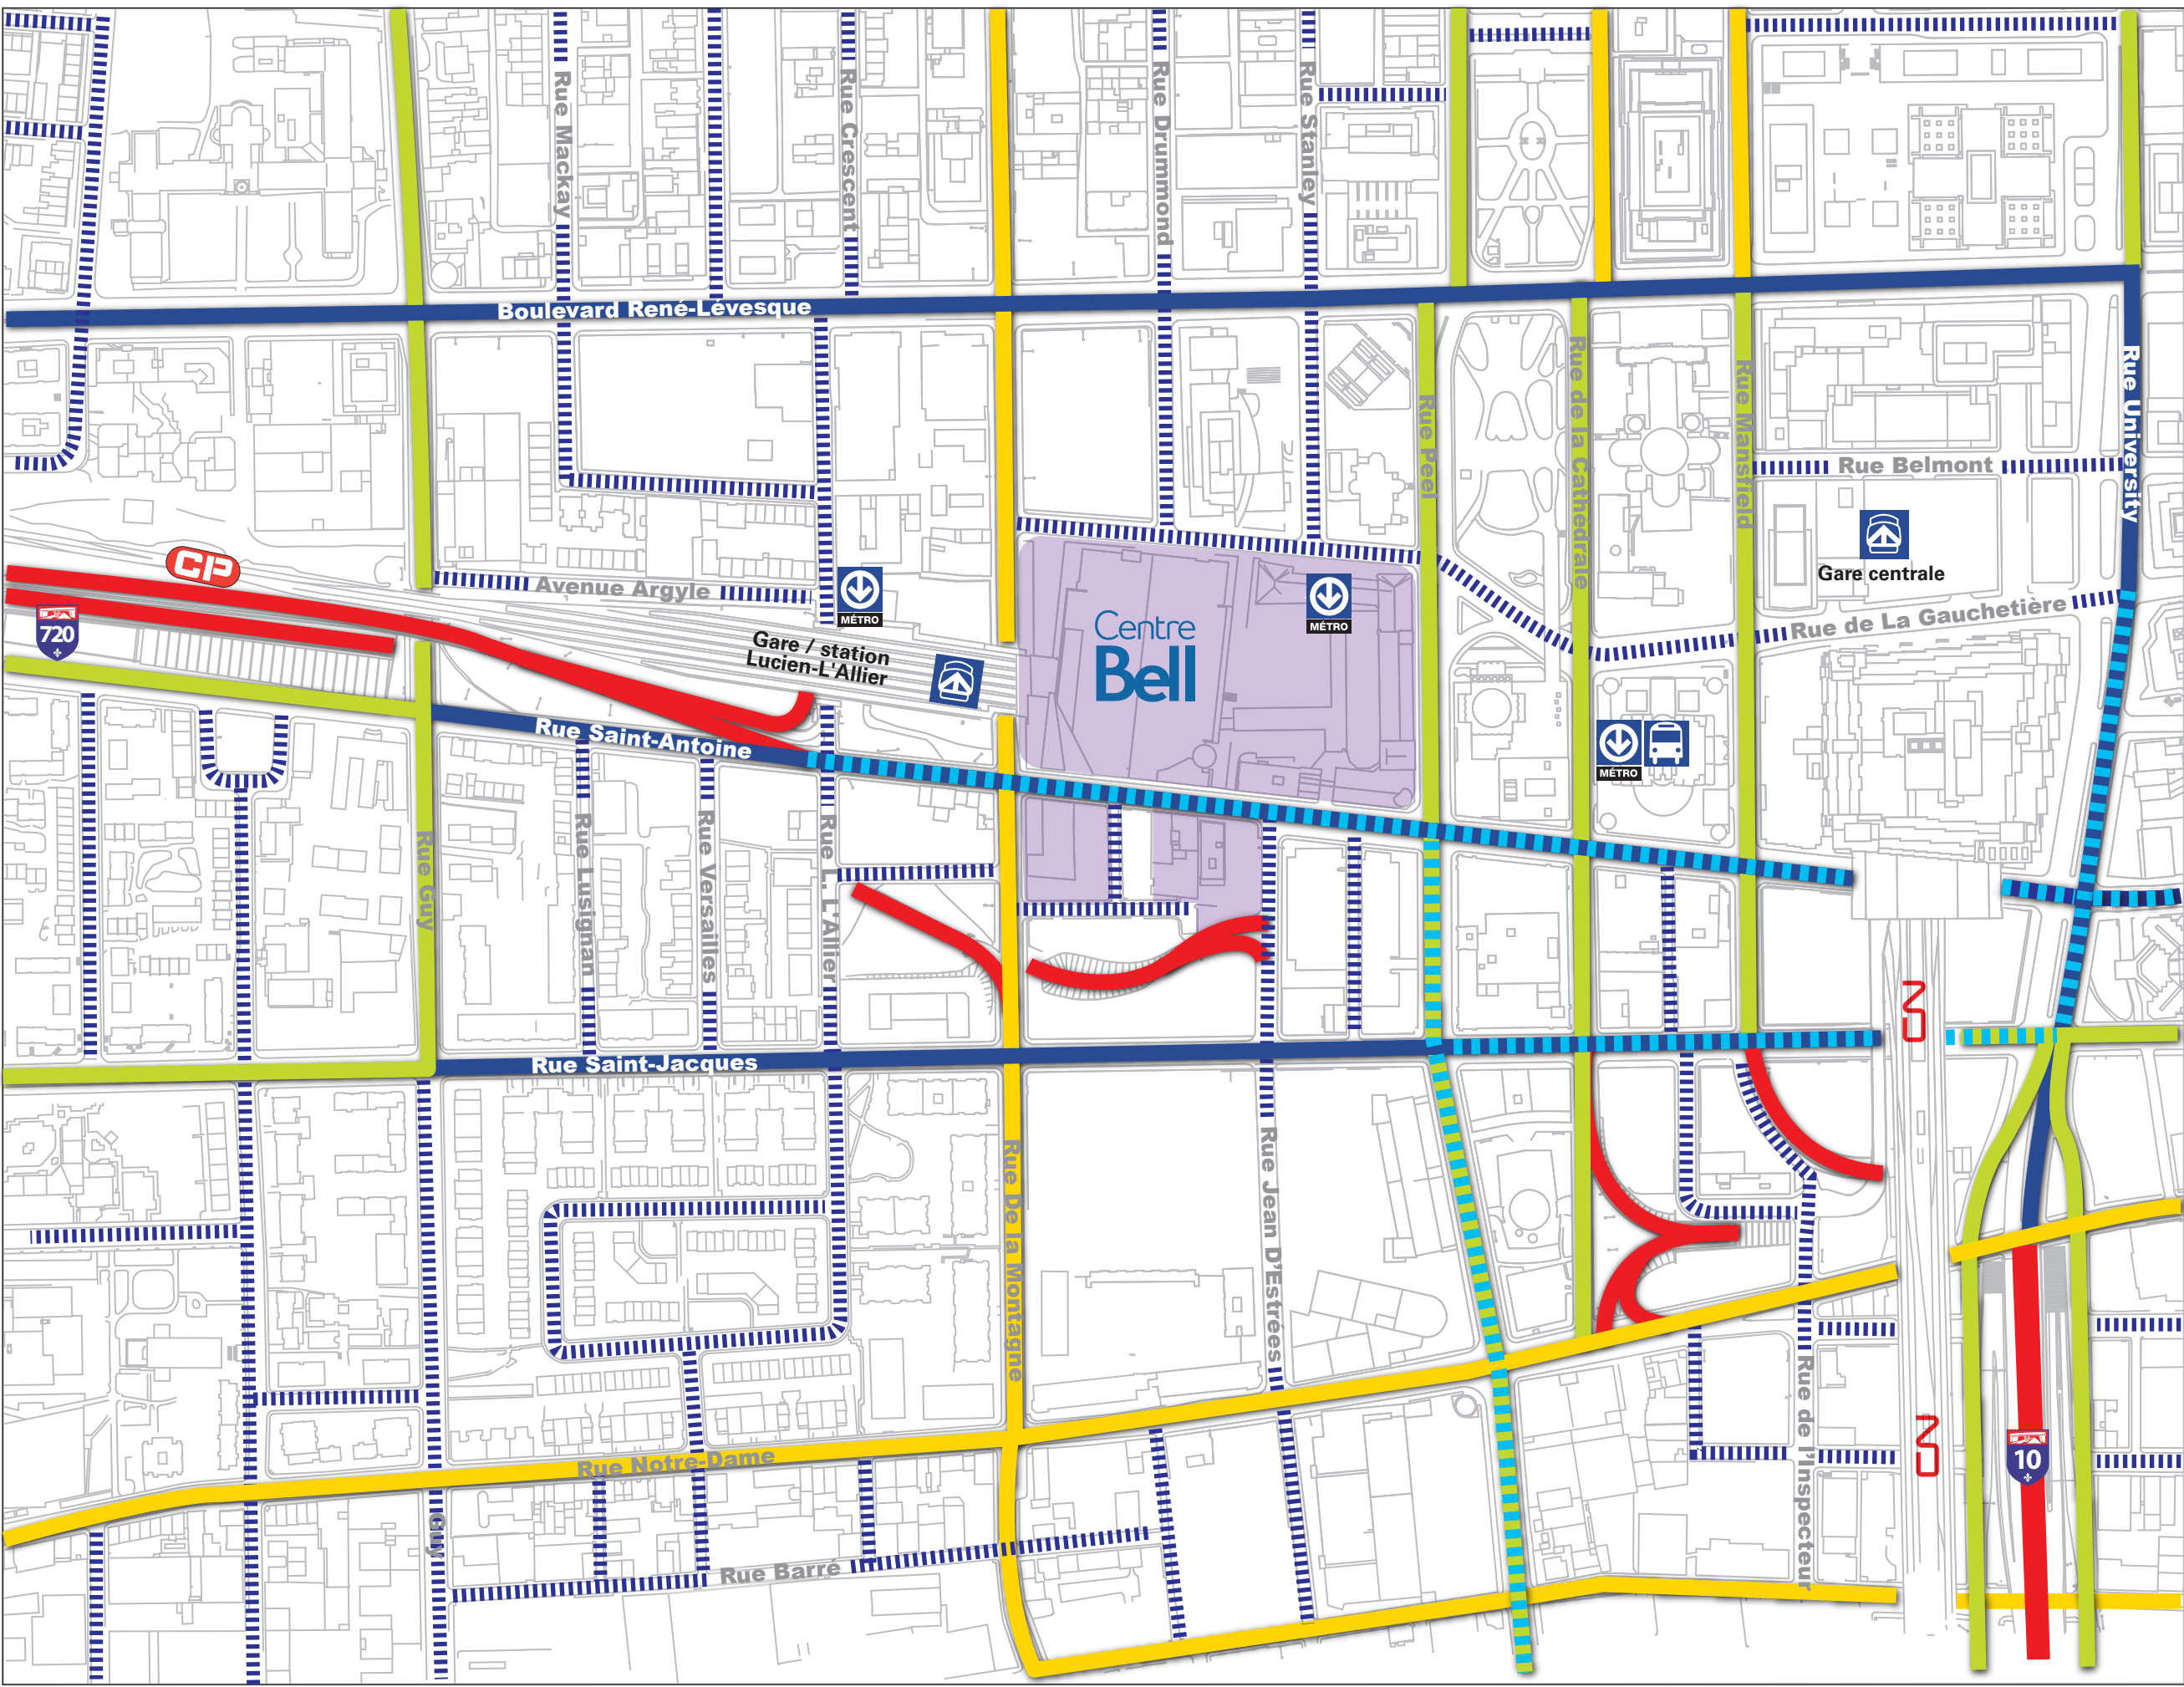 Rue Mackay
Rue Crescent
Rue Drummond
Rue Stanley
Boulevard René-Lévesque
Rue Peel
Rue de la Cathédrale
Rue Mansfield
Rue University
Rue Belmont
Gare centrale
Rue de La Gauchetière
CP
720
Avenue Argyle
MÉTRO
Gare / station
Lucien-L'Allier
Centre
Bell
MÉTRO
Rue Saint-Antoine
MÉTRO
Rue Guy
Rue Lusignan
Rue Versailles
Rue L. L'Allier
Rue Saint-Jacques
Rue De la Montagne
Rue Jean D'Estrées
Rue de l'Inspecteur
10
Rue Notre-Dame
Guy
Rue Barré